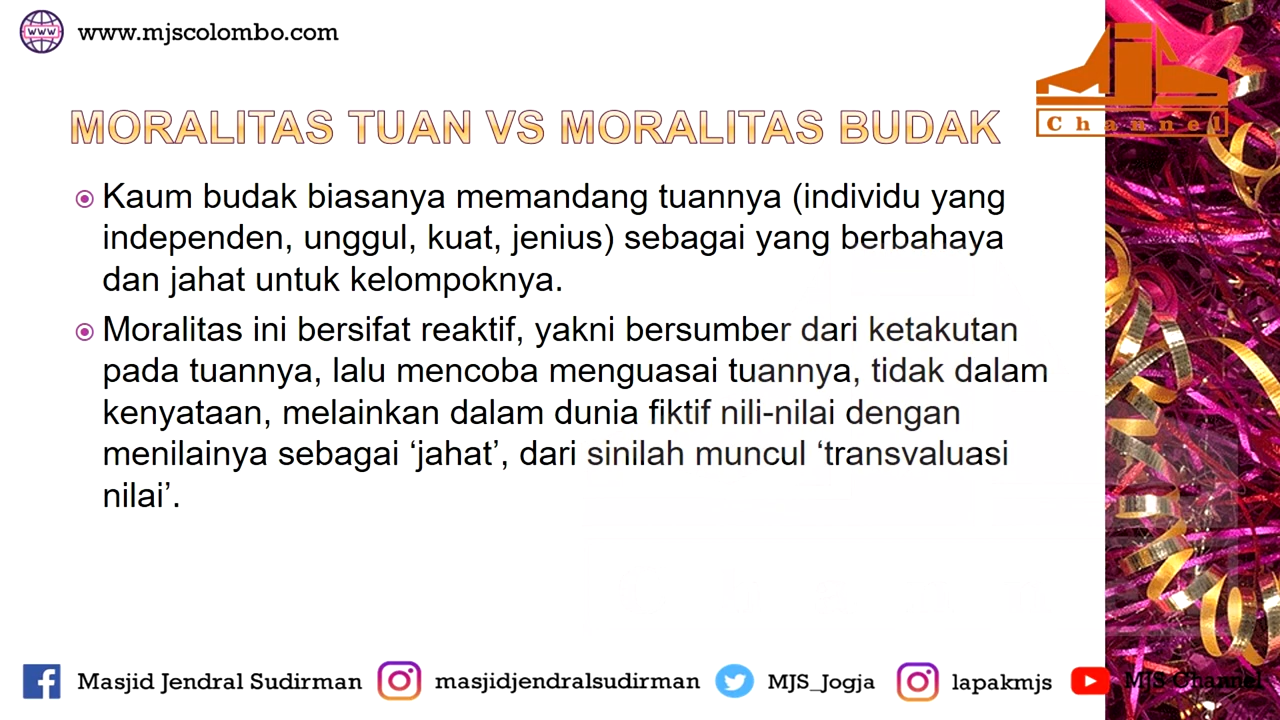 www.mjscolombo.com
MJS
Channel
MORALITAS TUAN VS MORALITAS BUDAK
Kaum budak biasanya memandang tuannya (individu yang
independen, unggul, kuat, jenius) sebagai yang berbahaya
dan jahat untuk kelompoknya.
Moralitas ini bersifat reaktif, yakni bersumber dari ketakutan
pada tuannya, lalu mencoba menguasai tuannya, tidak dalam
kenyataan, melainkan dalam dunia fiktif nili-nilai dengan
menilainya sebagai ‘jahat’, dari sinilah muncul ‘transvaluasi
nilai’.
Masjid Jendral Sudirman masjidjendralsudirman MJS_Jogja lapakmjs MJS Channel